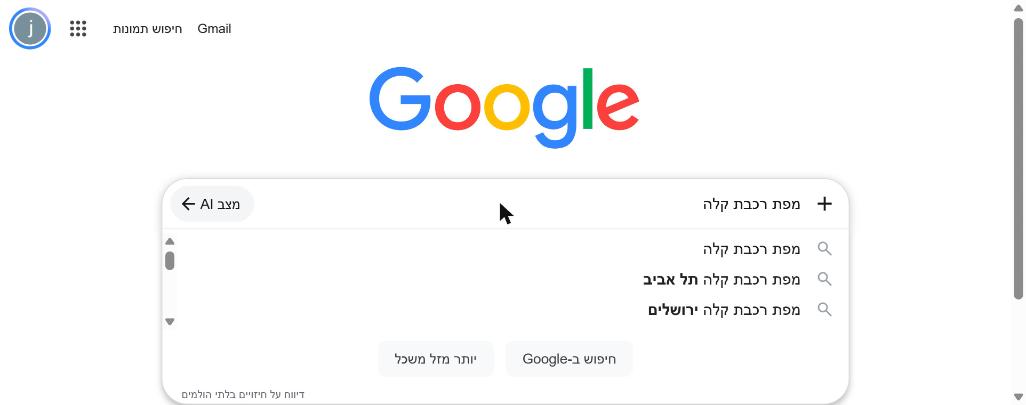 j חיפוש תמונות Gmail
Google
מפת רכבת קלה מצב AI
מפת רכבת קלה
מפת רכבת קלה תל אביב
מפת רכבת קלה ירושלים
חיפוש ב-Google יותר מזל משכל
דיווח על חיזויים בלתי הולמים